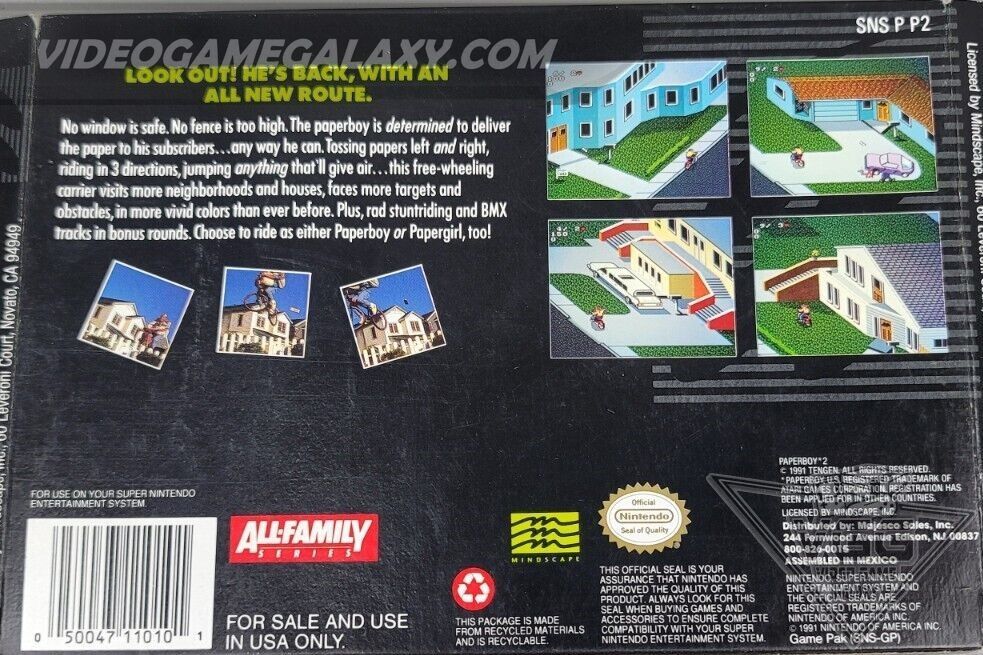 SNS P P2
VIDEOGAMEGALAXY.COM
LOOK OUT! HE'S BACK, WITH AN
ALL NEW ROUTE.
No window is safe. No fence is too high. The paperboy is determined to deliver
the paper to his subscribers...any way he can. Tossing papers left and right,
riding in 3 directions, jumping anything that'll give air...this free-wheeling
carrier visits more neighborhoods and houses, faces more targets and
obstacles, in more vivid colors than ever before. Plus, rad stuntriding and BMX
tracks in bonus rounds. Choose to ride as either Paperboy or Papergirl, too!
Licensed by Mindscape, Inc., 60
Inc., 60 Leveroni Court, Novato, CA 94949
FOR USE ON YOUR SUPER NINTENDO
ENTERTAINMENT SYSTEM
0 50047 11010 1
ALL-FAMILY
SERIES
FOR SALE AND USE
IN USA ONLY.
MINDSCAPE
THIS PACKAGE IS MADE
FROM RECYCLED MATERIALS
AND IS RECYCLABLE.
Official
Nintendo
Seal of Quality
THIS OFFICIAL SEAL IS YOUR
ASSURANCE THAT NINTENDO HAS
APPROVED THE QUALITY OF THIS
PRODUCT. ALWAYS LOOK FOR THIS
SEAL WHEN BUYING GAMES AND
ACCESSORIES TO ENSURE COMPLETE
COMPATIBILITY WITH YOUR SUPER
NINTENDO ENTERTAINMENT SYSTEM.
PAPERBOY*2
© 1991 TENGEN. ALL RIGHTS RESERVED.
*PAPERBOY U.S. REGISTERED TRADEMARK OF
ATARI GAMES CORPORATION. REGISTRATION HAS
BEEN APPLIED FOR IN OTHER COUNTRIES.
LICENSED BY MINDSCAPE, INC.
Distributed by: Majesco Sales, Inc.
244 Fernwood Avenue Edison, NJ 00837
800-826-0015
ASSEMBLED IN MEXICO
NINTENDO, SUPER NINTENDO
ENTERTAINMENT SYSTEM AND
THE OFFICIAL SEALS ARE
REGISTERED TRADEMARKS OF
NINTENDO OF AMERICA INC.
© 1991 NINTENDO OF AMERICA INC.
Game Pak (SNS-GP)